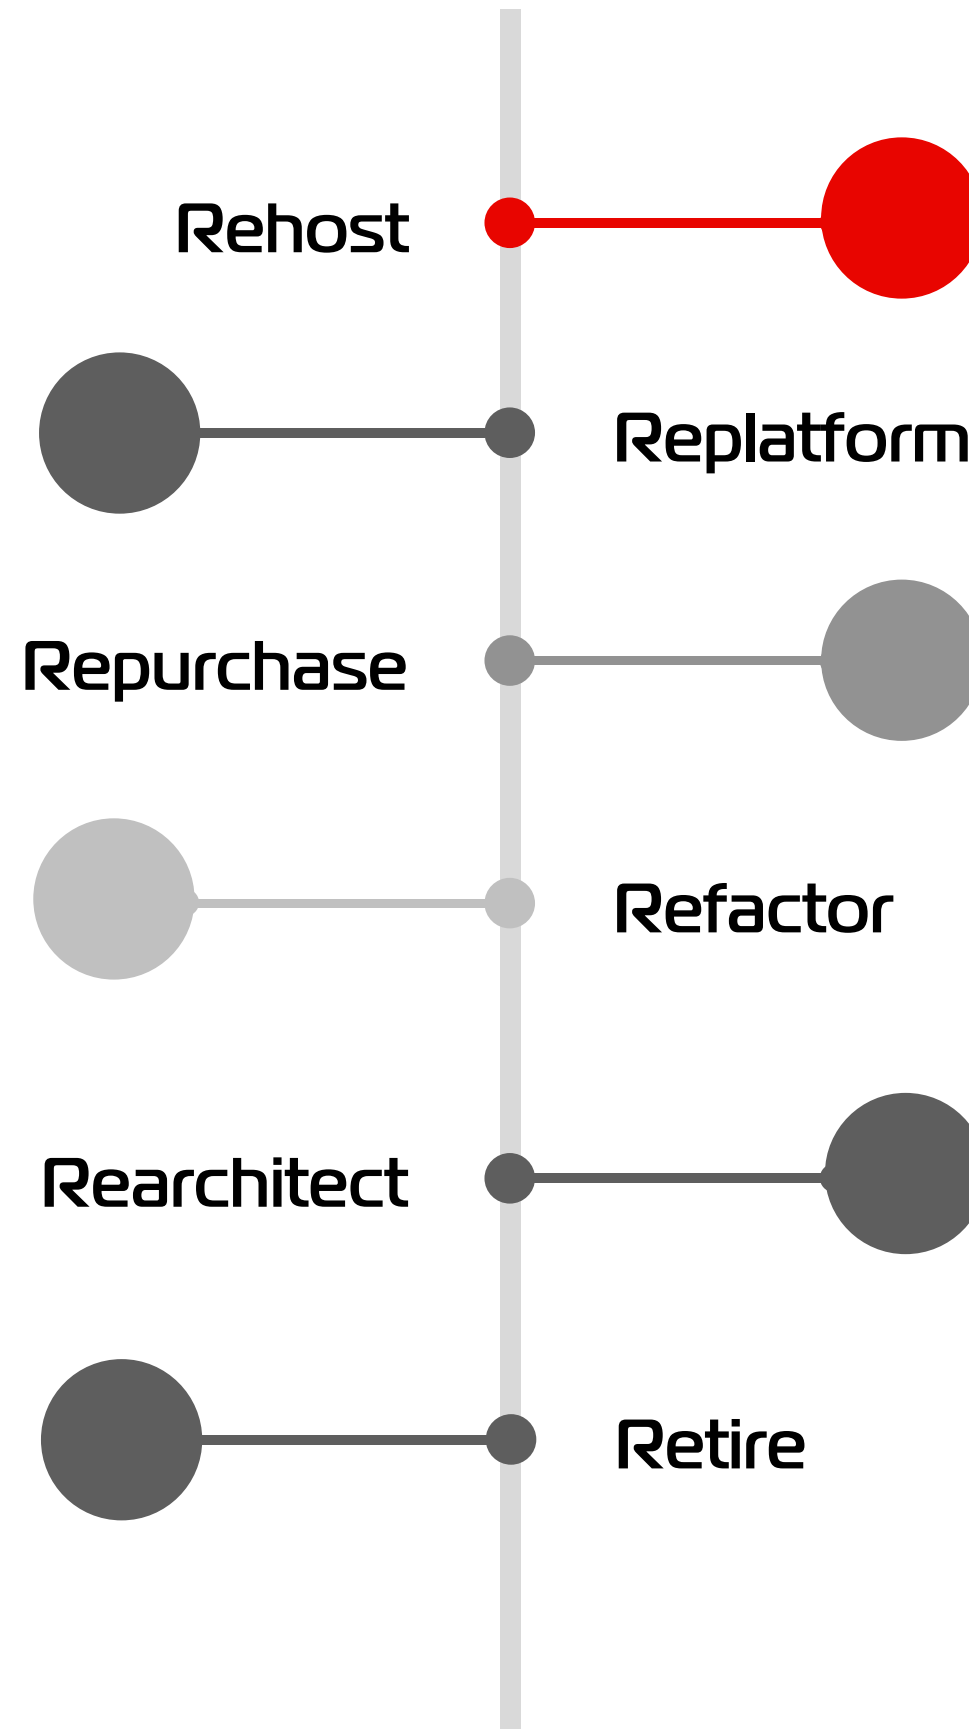 Rehost
Replatform
Repurchase
Refactor
Rearchitect
Retire